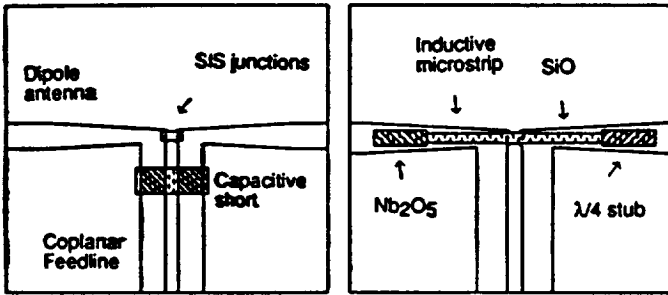 Dipole
antenna
SIS junctions
Capacitive
short
Coplanar
Feedline
Inductive
microstrip
SiO
Nb₂O₅
λ/4 stub